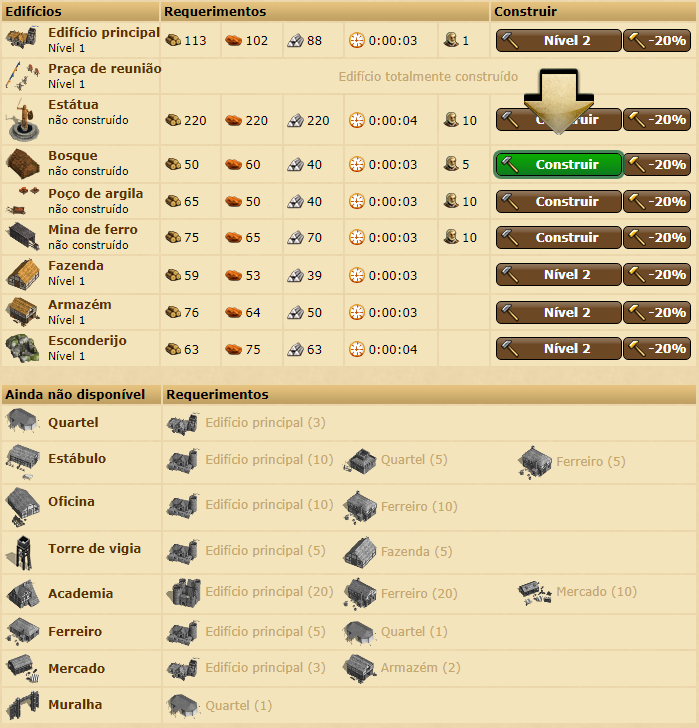 Edifícios Requerimentos Construir
Edifício principal
Nível 1
113 102 88 0:00:03 1 Nível 2 -20%
Praça de reunião
Nível 1
Edifício totalmente construído
Estátua
não construído
220 220 220 0:00:04 10 Construir -20%
Bosque
não construído
50 60 40 0:00:03 5 Construir -20%
Poço de argila
não construído
65 50 40 0:00:03 10 Construir -20%
Mina de ferro
não construído
75 65 70 0:00:03 10 Construir -20%
Fazenda
Nível 1
59 53 39 0:00:03 Nível 2 -20%
Armazém
Nível 1
76 64 50 0:00:03 Nível 2 -20%
Esconderijo
Nível 1
63 75 63 0:00:04 Nível 2 -20%
Ainda não disponível Requerimentos
Quartel Edifício principal (3)
Estábulo Edifício principal (10) Quartel (5) Ferreiro (5)
Oficina Edifício principal (10) Ferreiro (10)
Torre de vigia Edifício principal (5) Fazenda (5)
Academia Edifício principal (20) Ferreiro (20) Mercado (10)
Ferreiro Edifício principal (5) Quartel (1)
Mercado Edifício principal (3) Armazém (2)
Muralha Quartel (1)